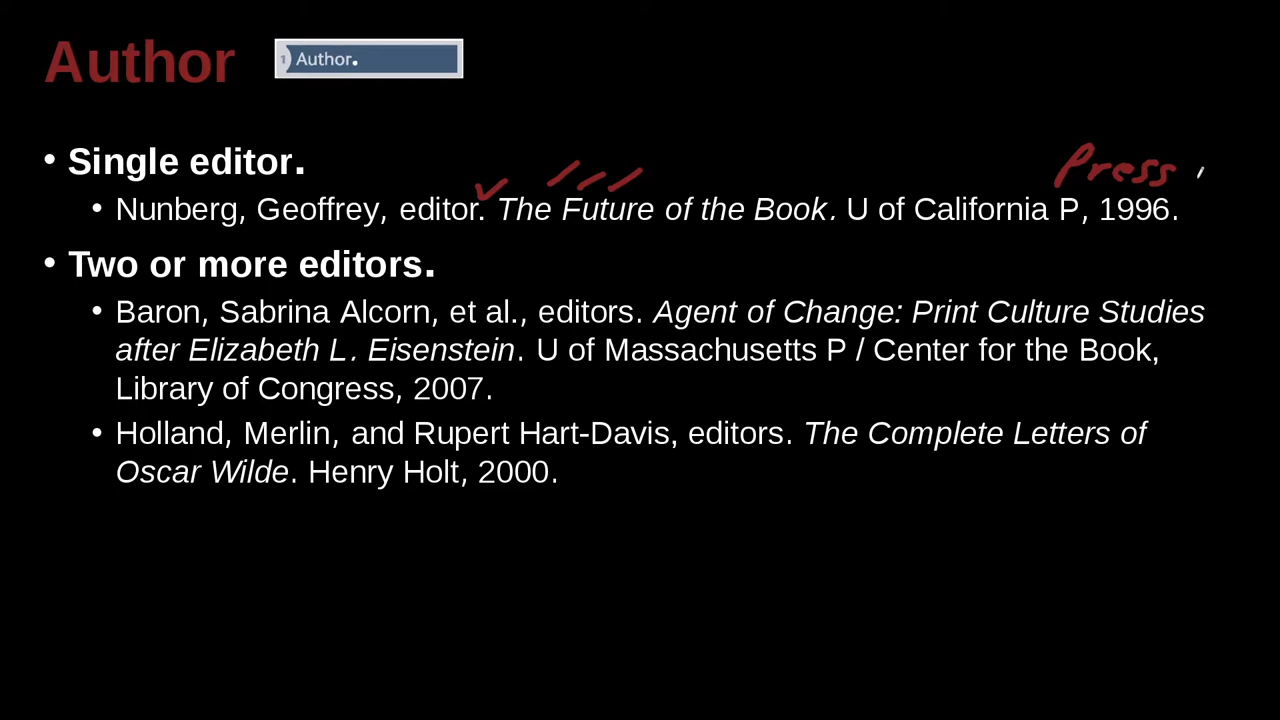 Author
1 Author.
• Single editor.
Press
• Nunberg, Geoffrey, editor. The Future of the Book. U of California P, 1996.
• Two or more editors.
• Baron, Sabrina Alcorn, et al., editors. Agent of Change: Print Culture Studies
after Elizabeth L. Eisenstein. U of Massachusetts P / Center for the Book,
Library of Congress, 2007.
• Holland, Merlin, and Rupert Hart-Davis, editors. The Complete Letters of
Oscar Wilde. Henry Holt, 2000.